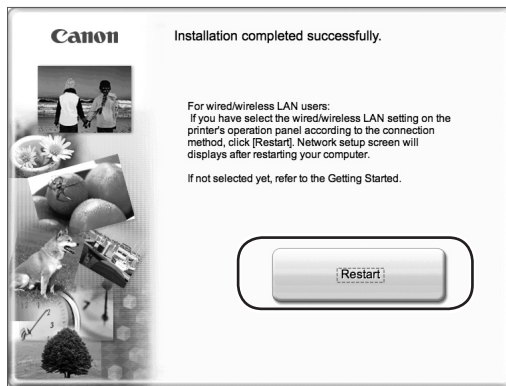 Canon
Installation completed successfully.
For wired/wireless LAN users:
If you have select the wired/wireless LAN setting on the
printer's operation panel according to the connection
method, click [Restart]. Network setup screen will
displays after restarting your computer.
If not selected yet, refer to the Getting Started.
Restart